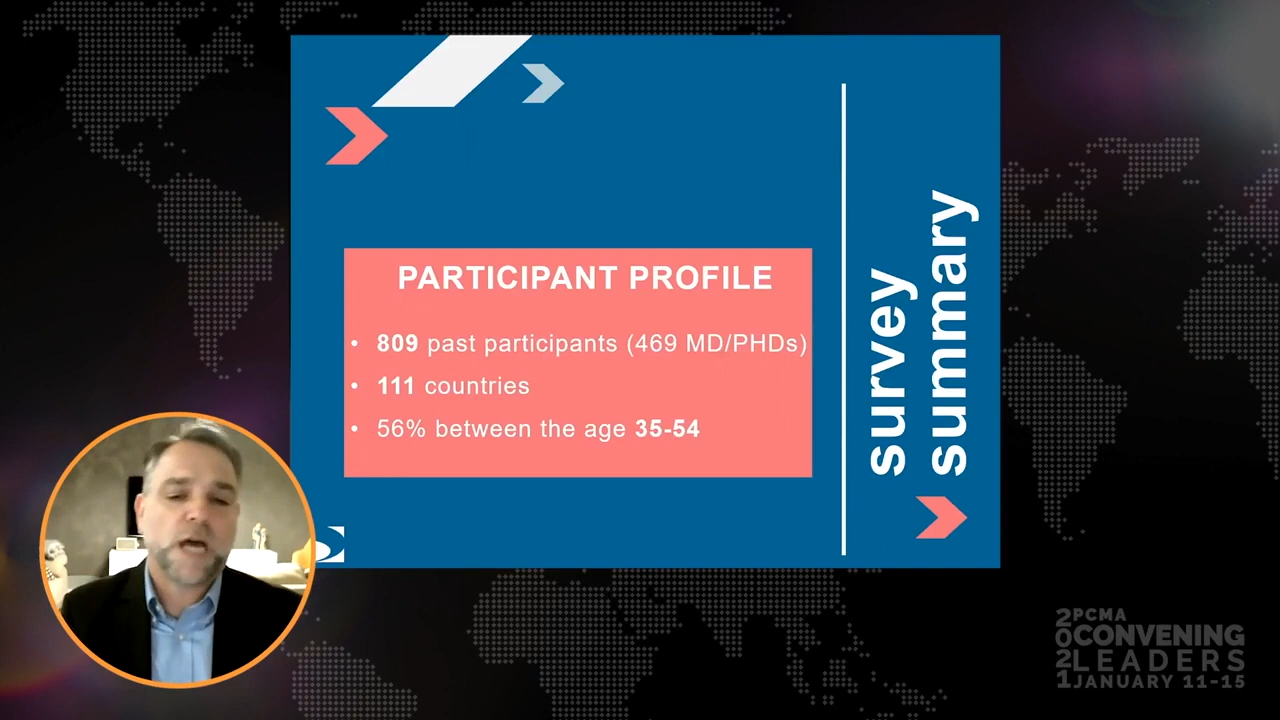 PARTICIPANT PROFILE
• 809 past participants (469 MD/PHDs)
• 111 countries
• 56% between the age 35-54
survey
summary
2021
PCMA
CONVENING
LEADERS
JANUARY 11-15